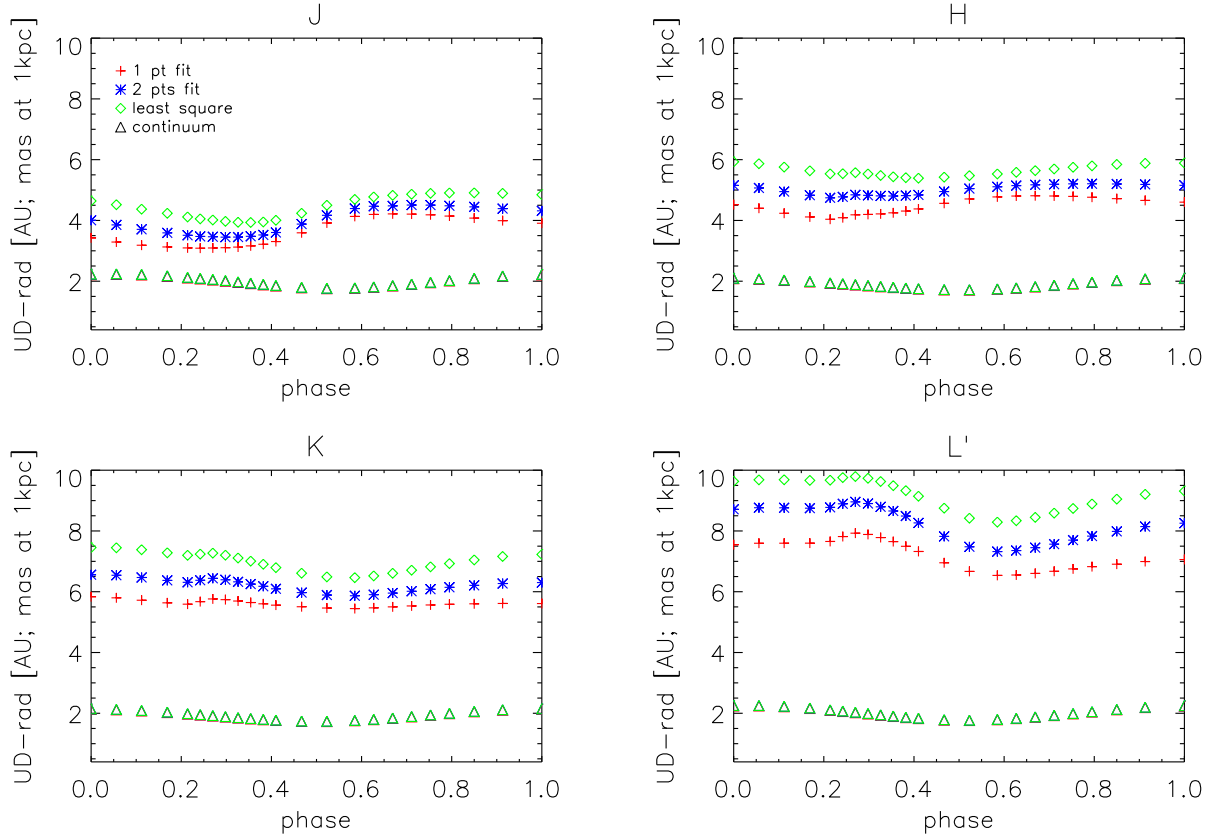 J
UD-rad [AU; mas at 1kpc]
10
8
6
4
2
+ 1 pt fit
2 pts fit
least square
continuum
0.0 0.2 0.4 0.6 0.8 1.0
phase
H
UD-rad [AU; mas at 1kpc]
10
8
6
4
2
0.0 0.2 0.4 0.6 0.8 1.0
phase
K
UD-rad [AU; mas at 1kpc]
10
8
6
4
2
0.0 0.2 0.4 0.6 0.8 1.0
phase
L'
UD-rad [AU; mas at 1kpc]
10
8
6
4
2
0.0 0.2 0.4 0.6 0.8 1.0
phase